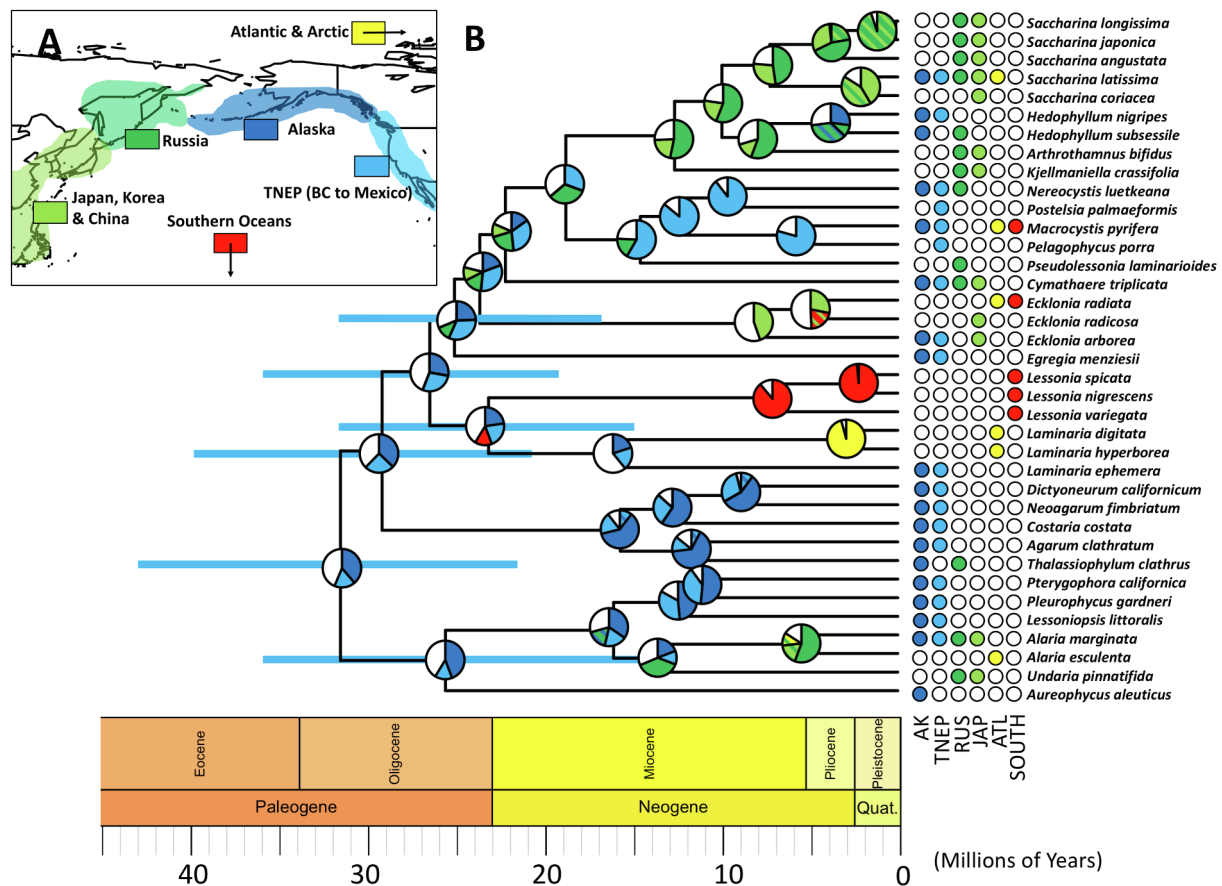 A
Atlantic & Arctic
Russia
Alaska
TNEP (BC to Mexico)
Japan, Korea
& China
Southern Oceans
B
Saccharina longissima
Saccharina japonica
Saccharina angustata
Saccharina latissima
Saccharina coriacea
Hedophyllum nigripes
Hedophyllum subsessile
Arthrothamnus bifidus
Kjellmaniella crassifolia
Nereocystis luetkeana
Postelsia palmaeformis
Macrocystis pyrifera
Pelagophycus porra
Pseudolessonia laminarioides
Cymathaere triplicata
Ecklonia radiata
Ecklonia radicosa
Ecklonia arborea
Egregia menziesii
Lessonia spicata
Lessonia nigrescens
Lessonia variegata
Laminaria digitata
Laminaria hyperborea
Laminaria ephemera
Dictyoneurum californicum
Neoagarum fimbriatum
Costaria costata
Agarum clathratum
Thalassiophylum clathrus
Pterygophora californica
Pleurophycus gardneri
Lessoniopsis littoralis
Alaria marginata
Alaria esculenta
Undaria pinnatifida
Aureophycus aleuticus
AK
TNEP
RUS
JAP
ATL
SOUTH
Eocene
Oligocene
Miocene
Pliocene
Pleistocene
Paleogene
Neogene
Quat.
40
30
20
10
0
(Millions of Years)